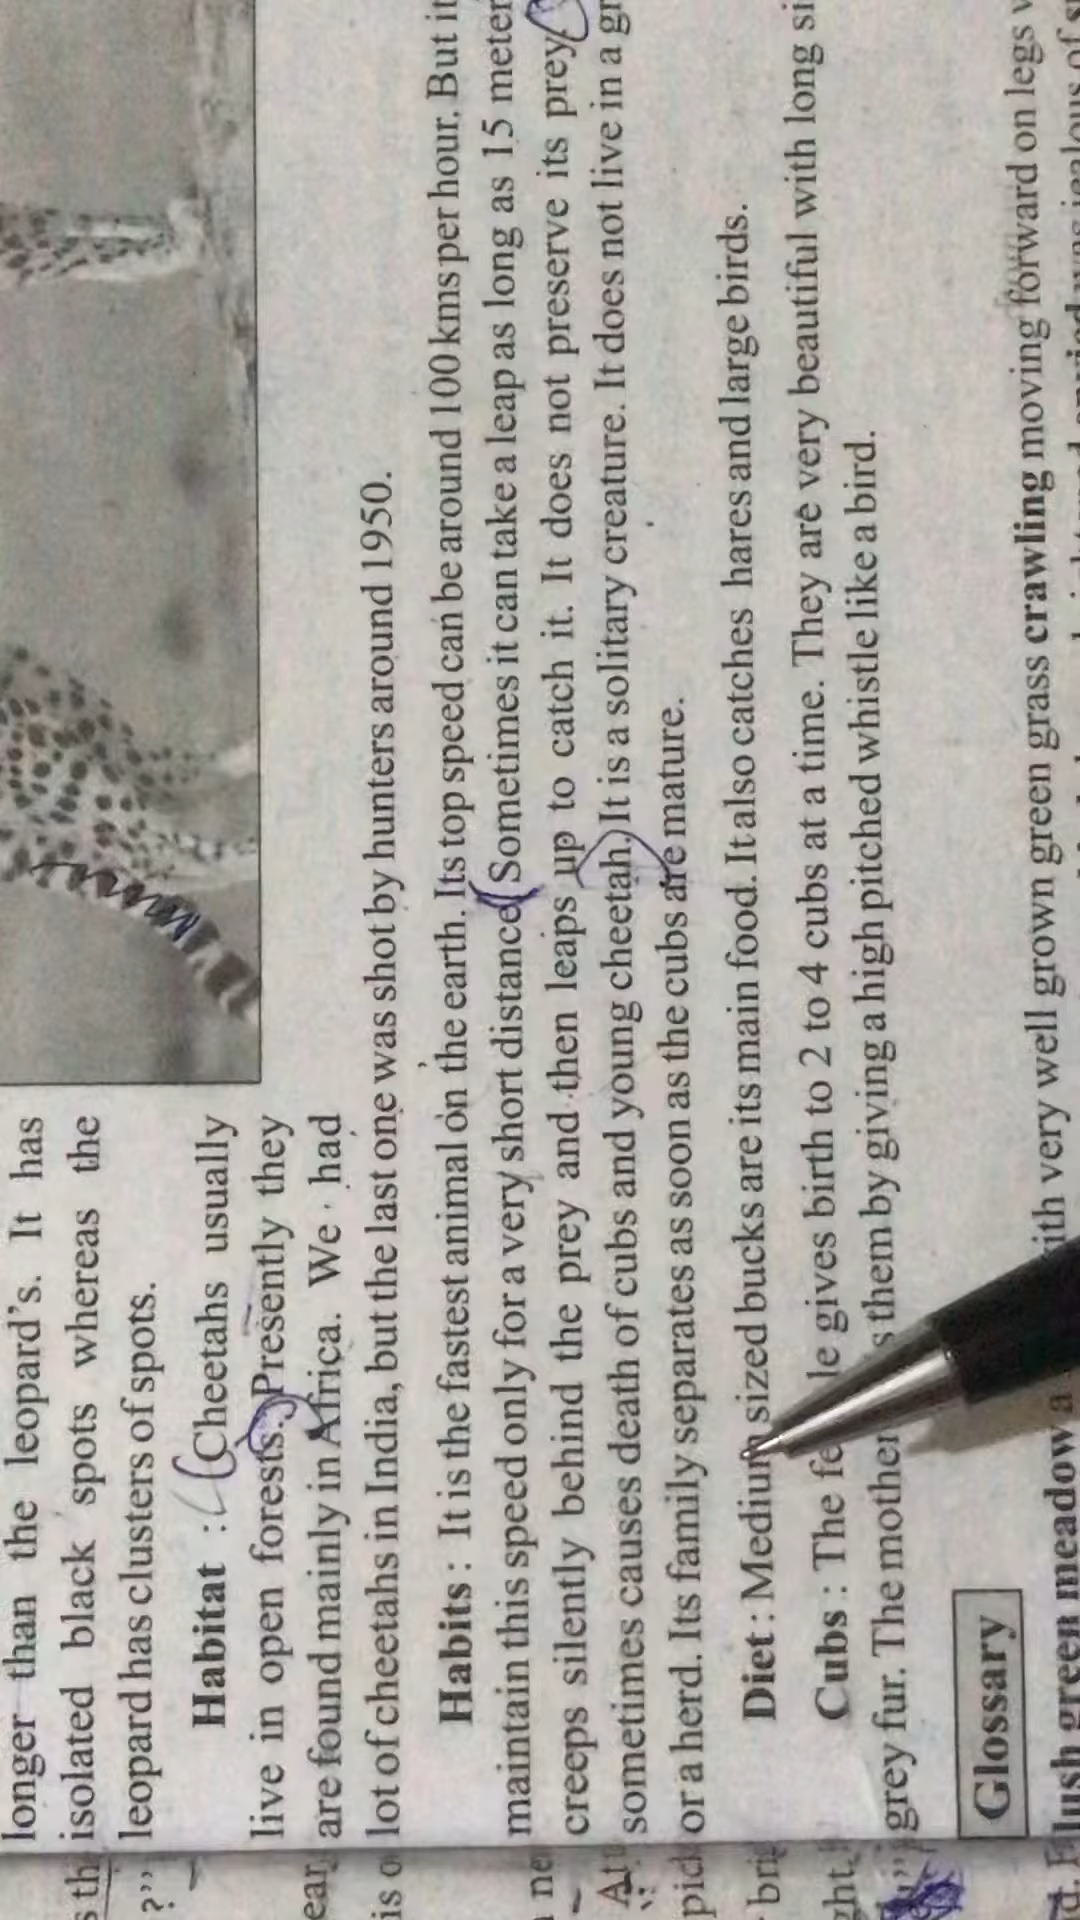 longer than the leopard's. It has
isolated black spots whereas the
leopard has clusters of spots.
Habitat : Cheetahs usually
live in open forests. Presently they
are found mainly in Africa. We had
lot of cheetahs in India, but the last one was shot by hunters around 1950.
Habits : It is the fastest animal on the earth. Its top speed can be around 100 kms per hour. But it
maintain this speed only for a very short distance. Sometimes it can take a leap as long as 15 meter
creeps silently behind the prey and then leaps up to catch it. It does not preserve its prey.
sometimes causes death of cubs and young cheetah. It is a solitary creature. It does not live in a
or a herd. Its family separates as soon as the cubs are mature.
Diet : Medium sized bucks are its main food. It also catches hares and large birds.
Cubs : The gives birth to 2 to 4 cubs at a time. They are very beautiful with long
grey fur. The mother them by giving a high pitched whistle like a bird.
Glossary
very well grown green grass crawling moving forward on legs
lush green meadow